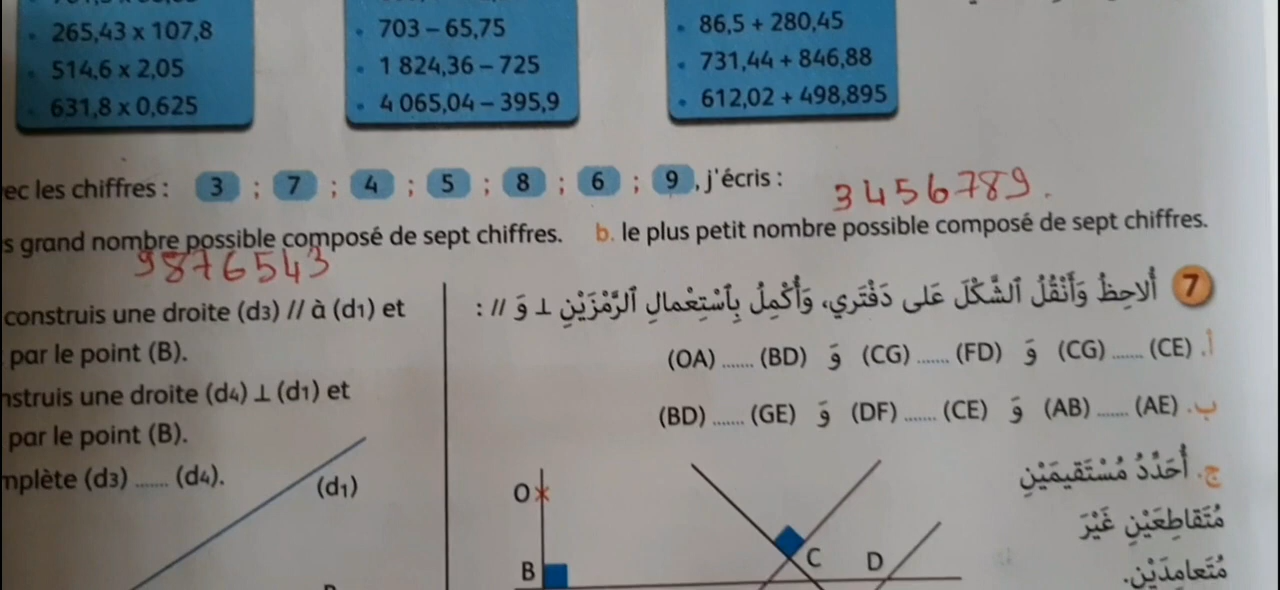 265,43 x 107,8
514,6 x 2,05
631,8 x 0,625
703 – 65,75
1 824,36 – 725
4 065,04 – 395,9
86,5 + 280,45
731,44 + 846,88
612,02 + 498,895
les chiffres : 3 ; 7 ; 4 ; 5 ; 8 ; 6 ; 9 , j'écris :
3456789.
grand nombre possible composé de sept chiffres. b. le plus petit nombre possible composé de sept chiffres.
9876543
construis une droite (d3) // à (d1) et
par le point (B).
une droite (d4) ⊥ (d1) et
par le point (B).
(d3) ...... (d4).
(d1)
7 أُلاحِظُ وَأَنْقُلُ ٱلشَّكْلَ عَلى دَفْتَري، وَأُكْمِلُ بِٱسْتِعْمالِ ٱلرَّمْزَيْنِ ⊥ وَ // :
أ. (CE) ...... (CG) وَ (FD) ...... (CG) وَ (BD) ...... (OA)
ب. (AE) ...... (AB) وَ (CE) ...... (DF) وَ (GE) ...... (BD)
ج. أُحَدِّدُ مُسْتَقيمَيْنِ
مُتَقاطِعَيْنِ غَيْرَ
مُتَعامِدَيْنِ.
O
B
C
D